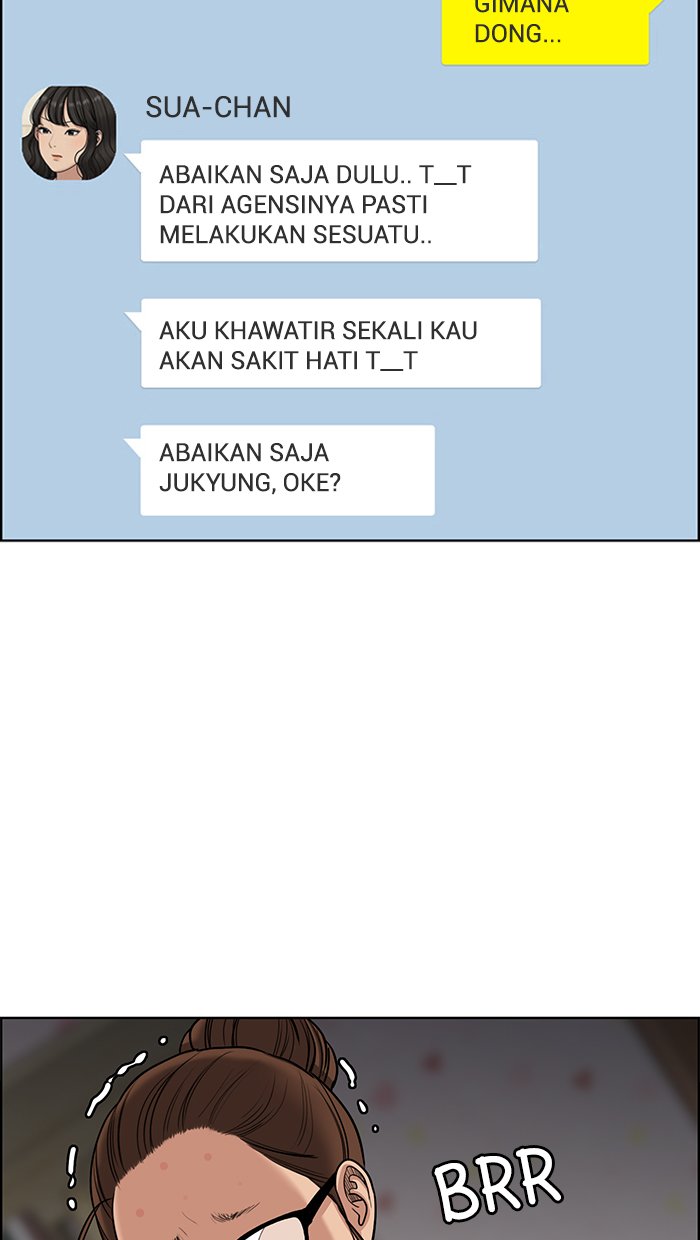 GIMANA
DONG...
SUA-CHAN
ABAIKAN SAJA DULU.. T__T
DARI AGENSINYA PASTI
MELAKUKAN SESUATU..
AKU KHAWATIR SEKALI KAU
AKAN SAKIT HATI T__T
ABAIKAN SAJA
JUKYUNG, OKE?
BRR